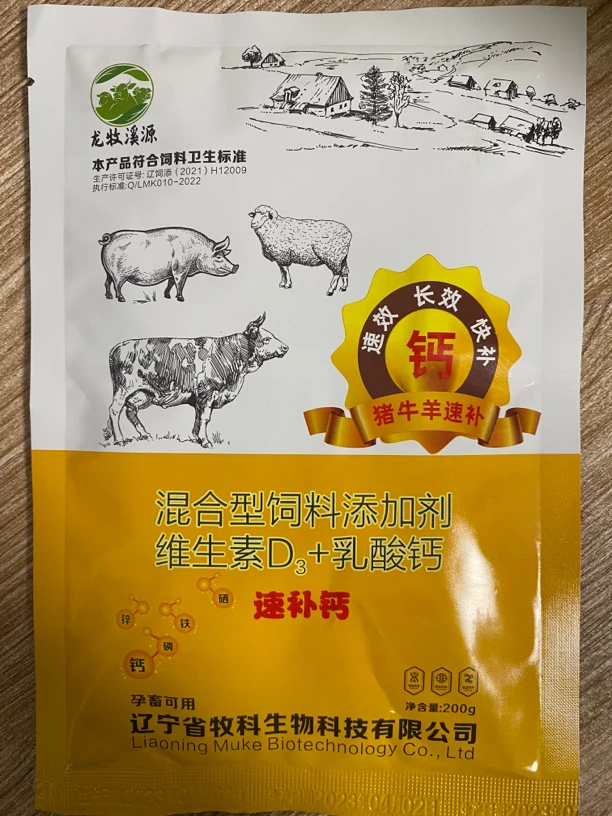 龙牧溪源
本产品符合饲料卫生标准
生产许可证号: 辽饲添（2021）H12009
执行标准:Q/LMK010-2022
速效 长效 快补
钙
猪牛羊速补
混合型饲料添加剂
维生素D3+乳酸钙
速补钙
硒
锌
铁
磷
钙
孕畜可用
净含量:200g
辽宁省牧科生物科技有限公司
Liaoning Muke Biotechnology Co., Ltd
2023.04.02